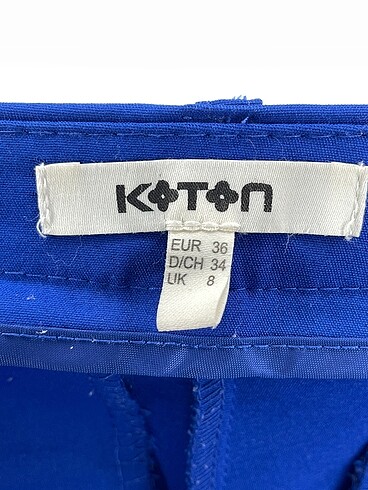 KOTON
EUR 36
D/CH 34
UK 8